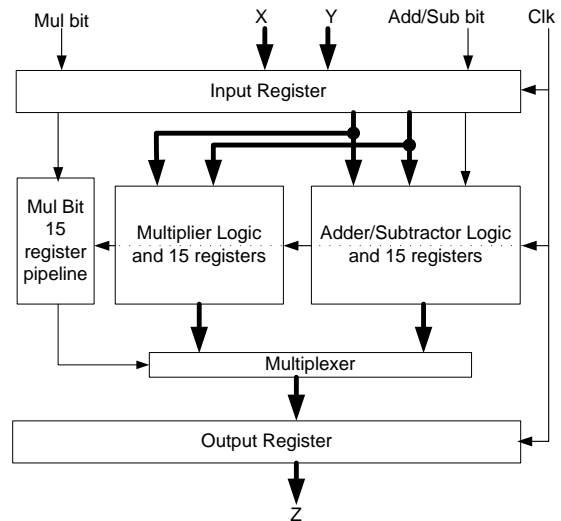 Mul bit
X
Y
Add/Sub bit
Clk
Input Register
Mul Bit
15
register
pipeline
Multiplier Logic
and 15 registers
Adder/Subtractor Logic
and 15 registers
Multiplexer
Output Register
Z